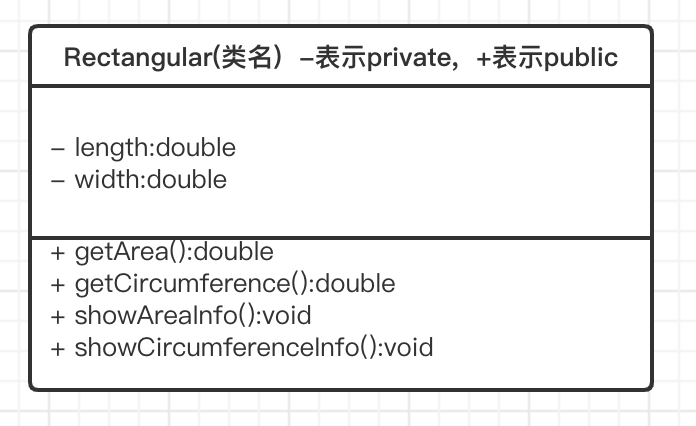 Rectangular(类名）–表示private，+表示public
– length:double
– width:double
+ getArea():double
+ getCircumference():double
+ showAreaInfo():void
+ showCircumferenceInfo():void